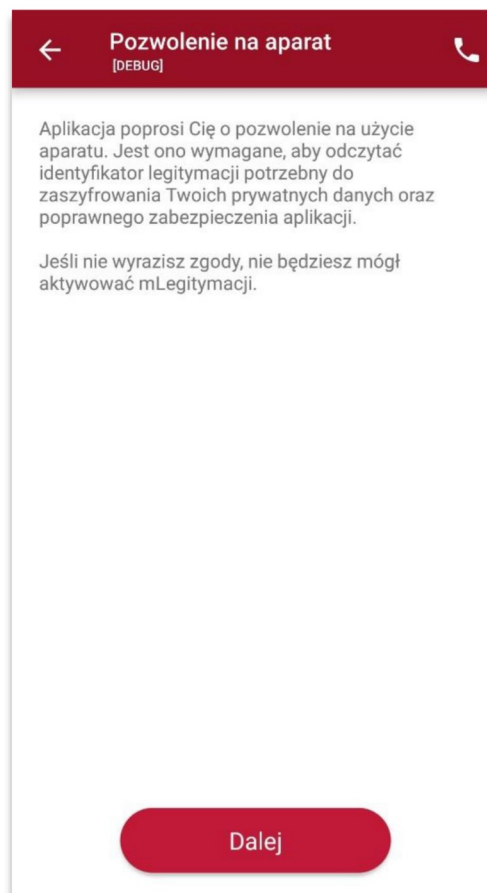 Pozwolenie na aparat
[DEBUG]
Aplikacja poprosi Cię o pozwolenie na użycie
aparatu. Jest ono wymagane, aby odczytać
identyfikator legitymacji potrzebny do
zaszyfrowania Twoich prywatnych danych oraz
poprawnego zabezpieczenia aplikacji.
Jeśli nie wyrazisz zgody, nie będziesz mógł
aktywować mLegitymacji.
Dalej